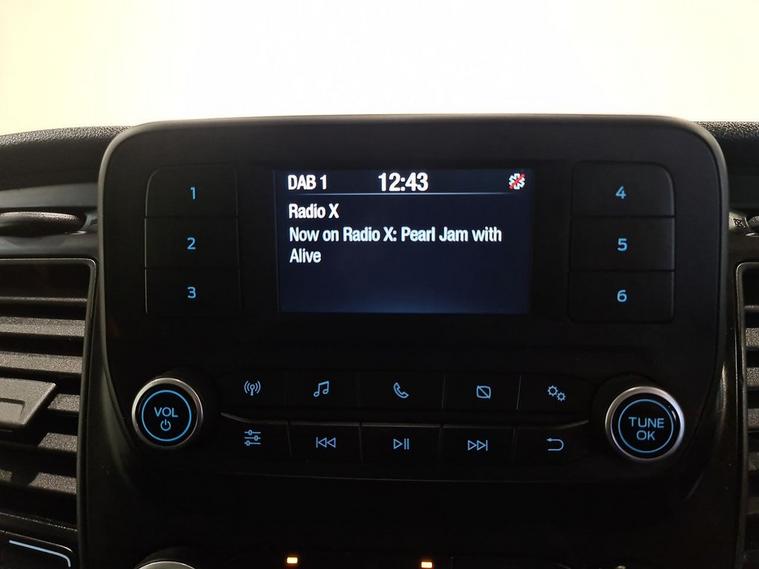 DAB 1 12:43
Radio X
Now on Radio X: Pearl Jam with
Alive
1
2
3
4
5
6
VOL
TUNE
OK